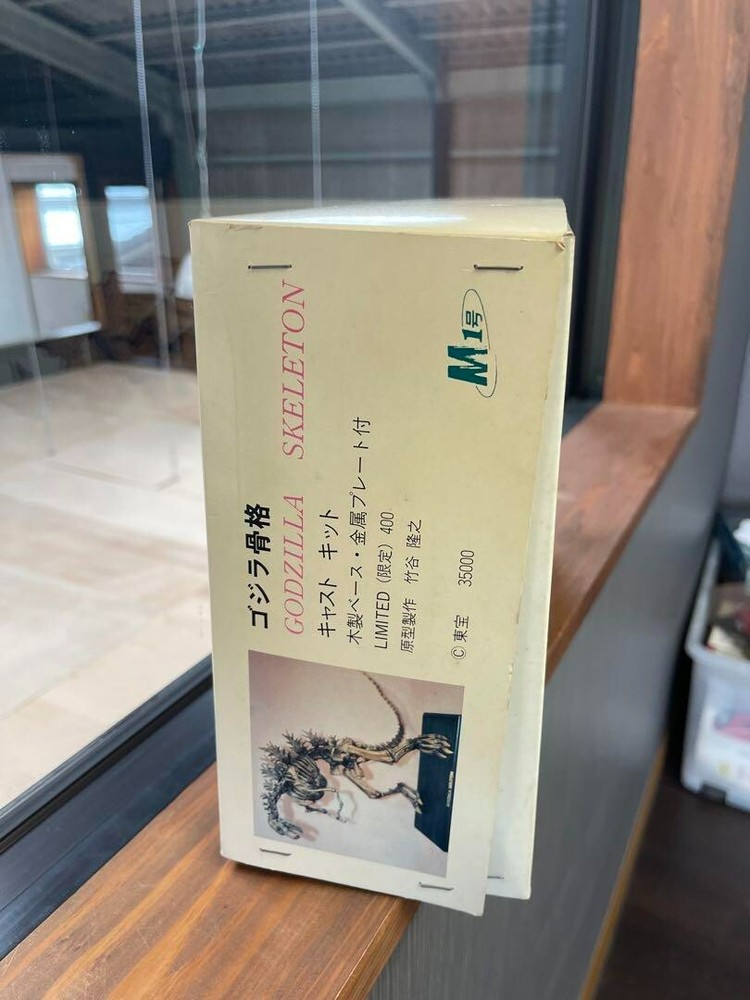 ゴジラ骨格
GODZILLA SKELETON
キャスト キット
木製ベース・金属プレート付
LIMITED (限定) 400
原型製作 竹谷 隆之
© 東宝 35000
M1号